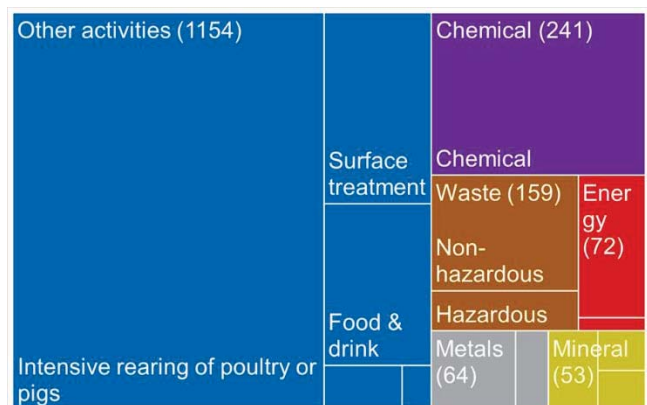 Other activities (1154)
Intensive rearing of poultry or
pigs
Surface
treatment
Food &
drink
Chemical (241)
Chemical
Waste (159)
Non-
hazardous
Hazardous
Ener
gy
(72)
Metals
(64)
Mineral
(53)